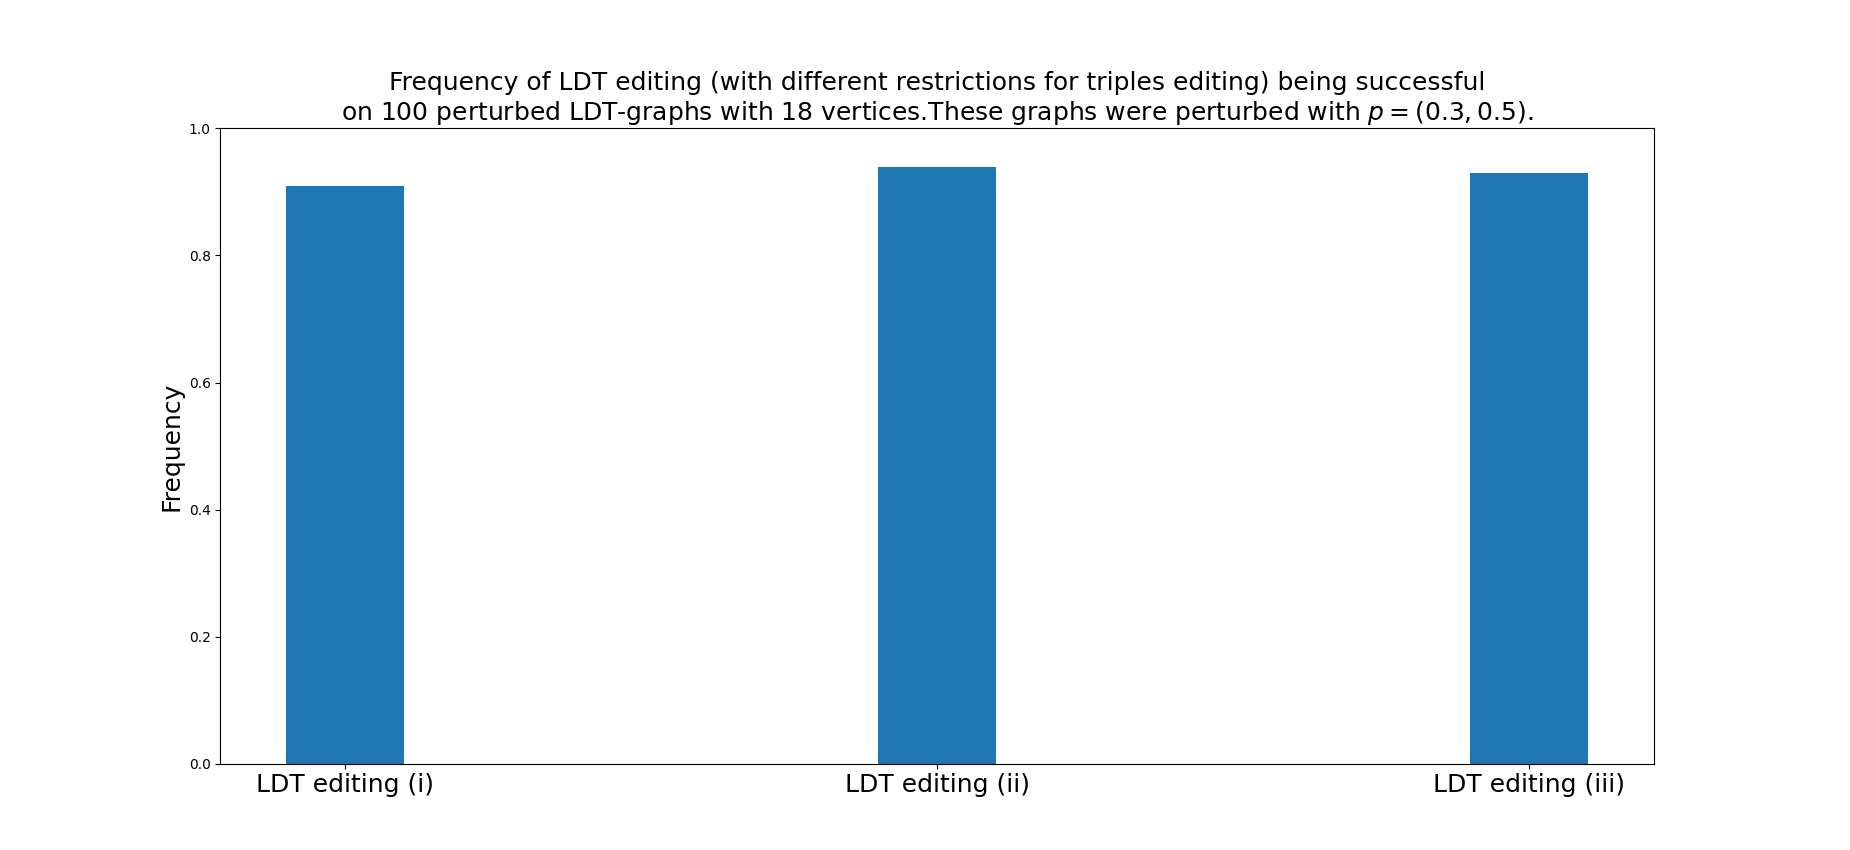 Frequency of LDT editing (with different restrictions for triples editing) being successful
on 100 perturbed LDT-graphs with 18 vertices.These graphs were perturbed with p = (0.3, 0.5).
1.0
0.8
0.6
0.4
0.2
0.0
Frequency
LDT editing (i)
LDT editing (ii)
LDT editing (iii)